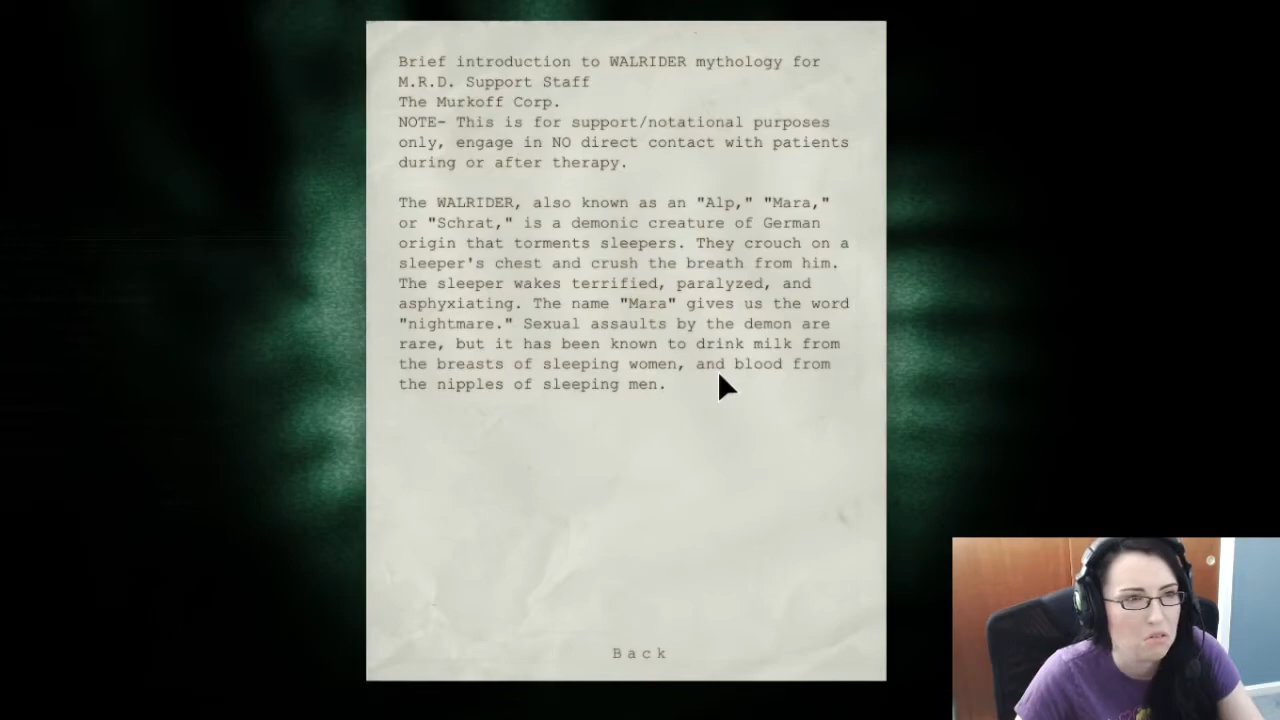 Brief introduction to WALRIDER mythology for
M.R.D. Support Staff
The Murkoff Corp.
NOTE- This is for support/notational purposes
only, engage in NO direct contact with patients
during or after therapy.
The WALRIDER, also known as an "Alp," "Mara,"
or "Schrat," is a demonic creature of German
origin that torments sleepers. They crouch on a
sleeper's chest and crush the breath from him.
The sleeper wakes terrified, paralyzed, and
asphyxiating. The name "Mara" gives us the word
"nightmare." Sexual assaults by the demon are
rare, but it has been known to drink milk from
the breasts of sleeping women, and blood from
the nipples of sleeping men.
Back